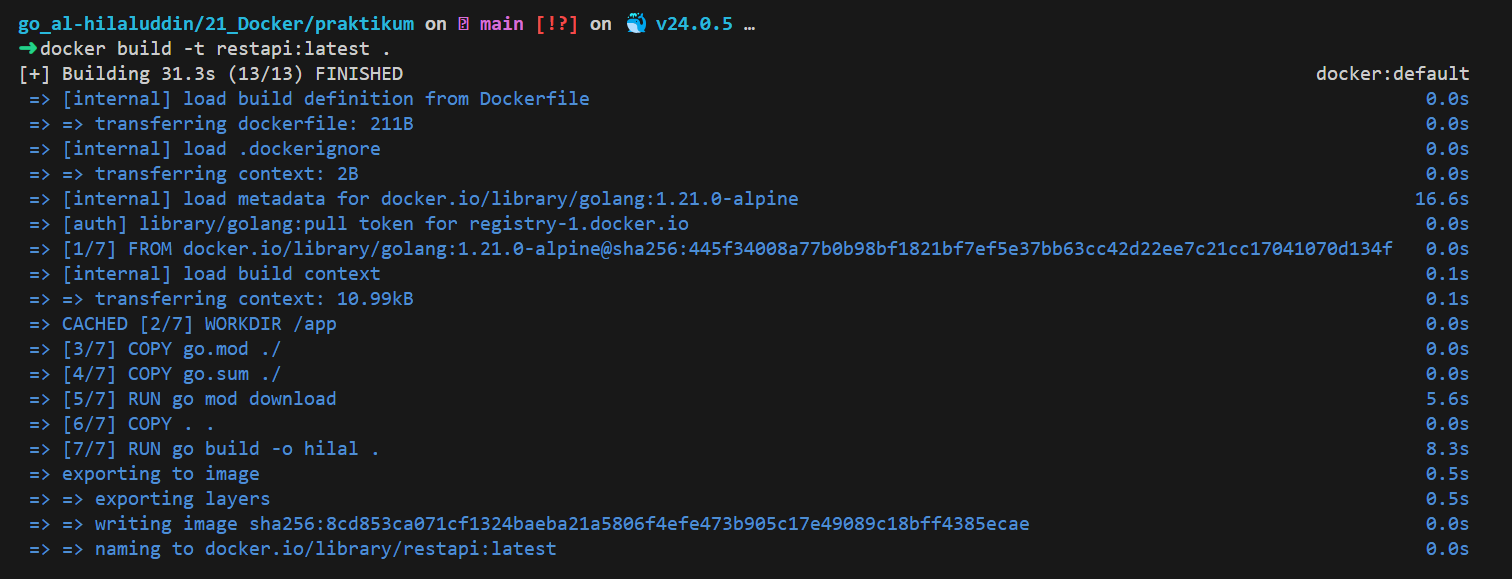 go_al-hilaluddin/21_Docker/praktikum on main [!?] on 🐳 v24.0.5 …
➜docker build -t restapi:latest .
[+] Building 31.3s (13/13) FINISHED docker:default
=> [internal] load build definition from Dockerfile 0.0s
=> => transferring dockerfile: 211B 0.0s
=> [internal] load .dockerignore 0.0s
=> => transferring context: 2B 0.0s
=> [internal] load metadata for docker.io/library/golang:1.21.0-alpine 16.6s
=> [auth] library/golang:pull token for registry-1.docker.io 0.0s
=> [1/7] FROM docker.io/library/golang:1.21.0-alpine@sha256:445f34008a77b0b98bf1821bf7ef5e37bb63cc42d22ee7c21cc17041070d134f 0.0s
=> [internal] load build context 0.1s
=> => transferring context: 10.99kB 0.1s
=> CACHED [2/7] WORKDIR /app 0.0s
=> [3/7] COPY go.mod ./ 0.0s
=> [4/7] COPY go.sum ./ 0.0s
=> [5/7] RUN go mod download 5.6s
=> [6/7] COPY . . 0.0s
=> [7/7] RUN go build -o hilal . 8.3s
=> exporting to image 0.5s
=> => exporting layers 0.5s
=> => writing image sha256:8cd853ca071cf1324baeba21a5806f4efe473b905c17e49089c18bff4385ecae 0.0s
=> => naming to docker.io/library/restapi:latest 0.0s